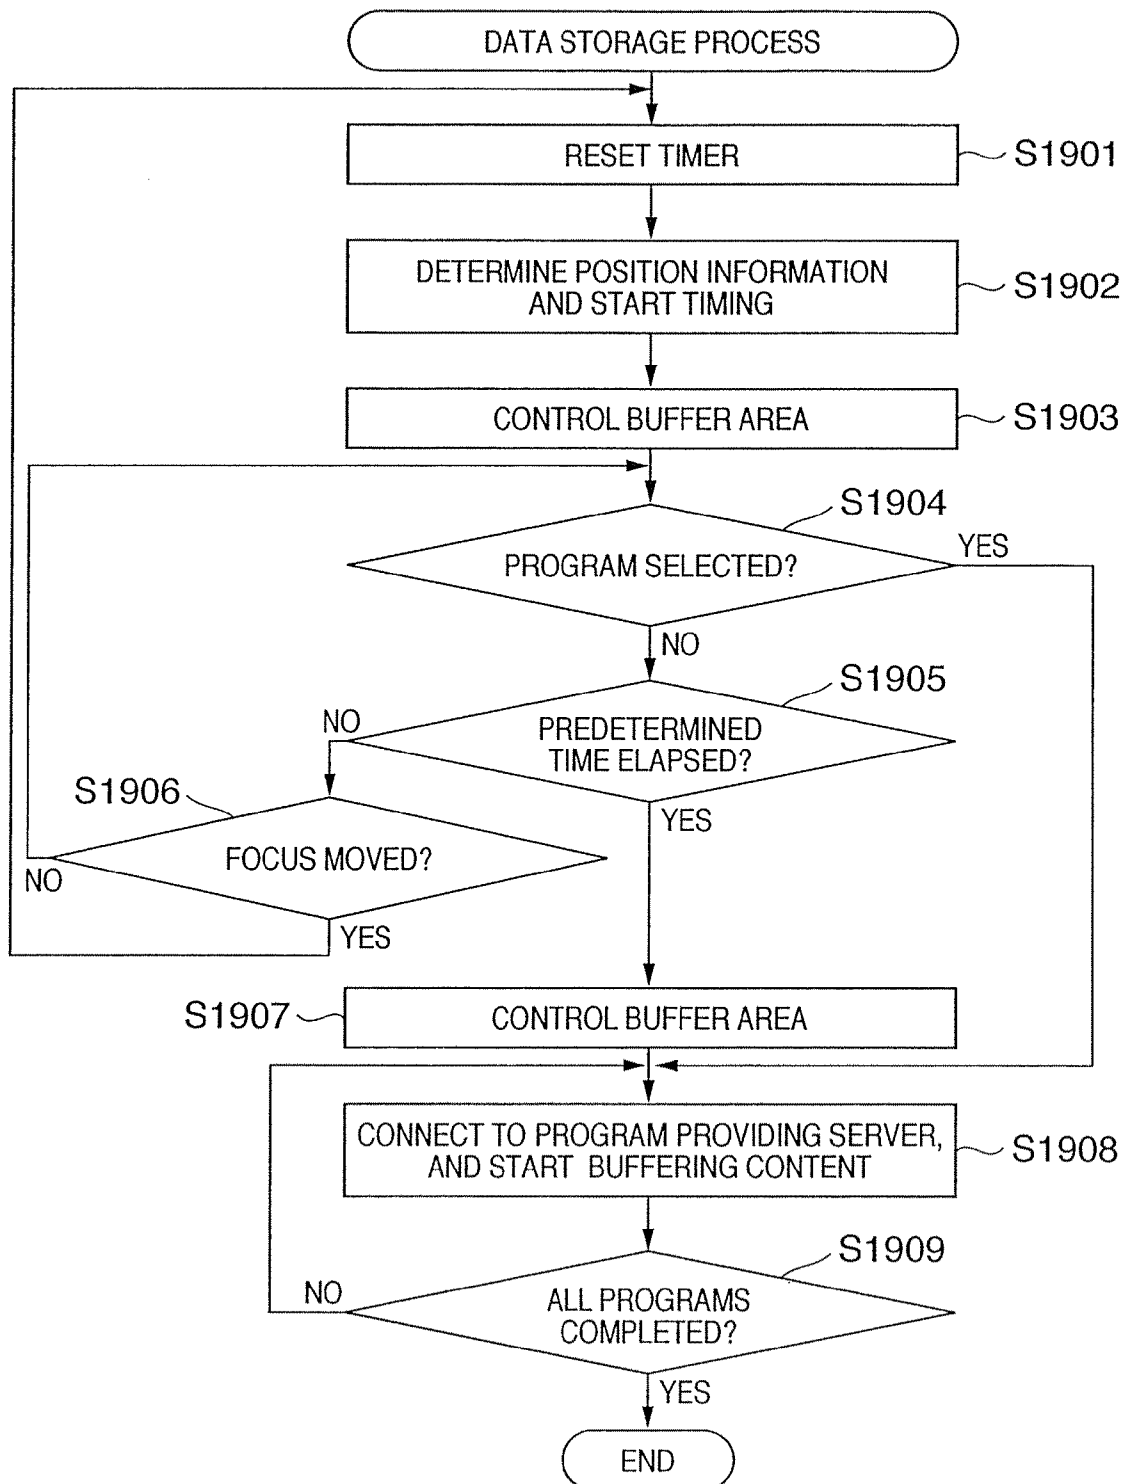 DATA STORAGE PROCESS
RESET TIMER
S1901
DETERMINE POSITION INFORMATION
AND START TIMING
S1902
CONTROL BUFFER AREA
S1903
S1904
PROGRAM SELECTED?
YES
NO
S1905
PREDETERMINED
TIME ELAPSED?
NO
YES
S1906
FOCUS MOVED?
NO
YES
S1907
CONTROL BUFFER AREA
CONNECT TO PROGRAM PROVIDING SERVER,
AND START BUFFERING CONTENT
S1908
S1909
ALL PROGRAMS
COMPLETED?
NO
YES
END